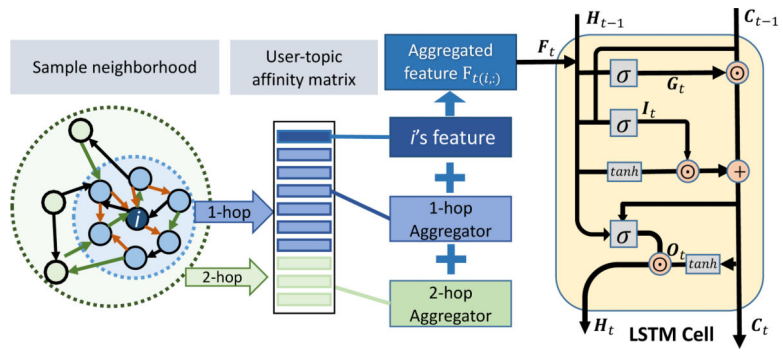 Sample neighborhood
i
1-hop
2-hop
User-topic
affinity matrix
Aggregated
feature F_{t(i,:)}
i's feature
1-hop
Aggregator
2-hop
Aggregator
F_t
H_{t-1}
C_{t-1}
σ
G_t
σ
I_t
tanh
σ
O_t
tanh
H_t
C_t
LSTM Cell